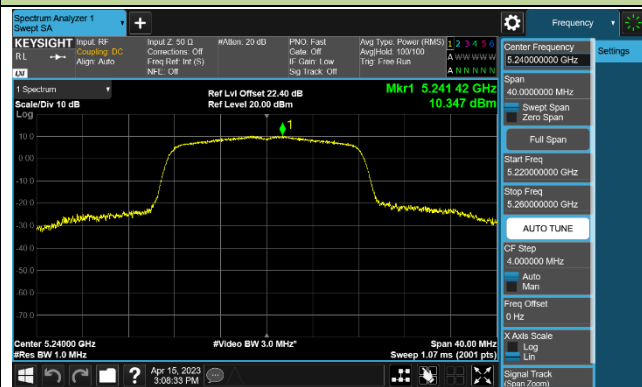 Spectrum Analyzer 1
Swept SA
Frequency
KEYSIGHT
RL
LXI
Input: RF
Coupling: DC
Align: Auto
Input Z: 50 Ω
Corrections: Off
Freq Ref: Int (S)
NFE: Off
#Atten: 20 dB
PNO: Fast
Gate: Off
IF Gain: Low
Sig Track: Off
Avg Type: Power (RMS)
Avg|Hold: 100/100
Trig: Free Run
1 2 3 4 5 6
A W W W W W
A N N N N N
1 Spectrum
Scale/Div 10 dB
Log
Ref Lvl Offset 22.40 dB
Ref Level 20.00 dBm
Mkr1 5.241 42 GHz
10.347 dBm
1
10.0
0.00
-10.0
-20.0
-30.0
-40.0
-50.0
-60.0
-70.0
Center 5.24000 GHz
#Res BW 1.0 MHz
#Video BW 3.0 MHz*
Span 40.00 MHz
Sweep 1.07 ms (2001 pts)
Apr 15, 2023
3:08:33 PM
Center Frequency
5.240000000 GHz
Span
40.0000000 MHz
Swept Span
Zero Span
Full Span
Start Freq
5.220000000 GHz
Stop Freq
5.260000000 GHz
AUTO TUNE
CF Step
4.000000 MHz
Auto
Man
Freq Offset
0 Hz
X Axis Scale
Log
Lin
Signal Track
(Span Zoom)
Settings